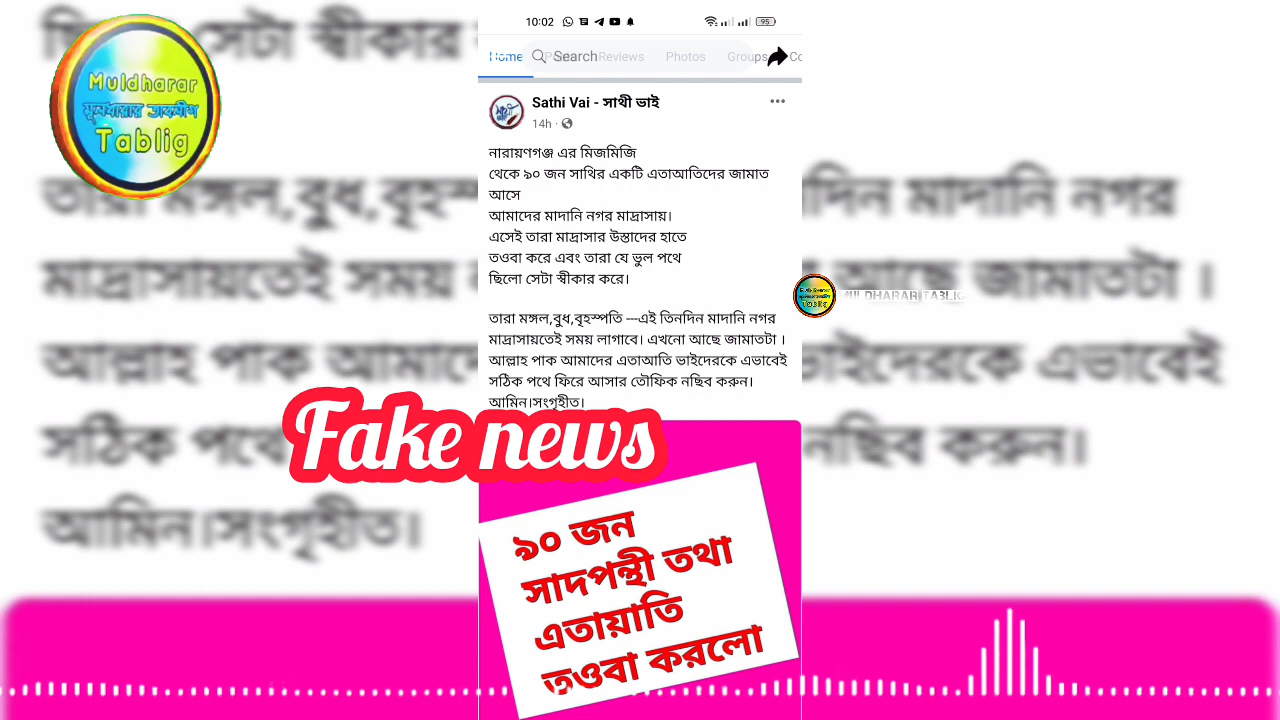 Muldharar
মূলধারার তাবলীগ
Tablig
10:02
95
Home
Search
Reviews
Photos
Groups
Sathi Vai - সাথী ভাই
14h
নারায়ণগঞ্জ এর মিজমিজি
থেকে ৯০ জন সাথির একটি এতাআতিদের জামাত
আসে
আমাদের মাদানি নগর মাদ্রাসায়।
এসেই তারা মাদ্রাসার উস্তাদের হাতে
তওবা করে এবং তারা যে ভুল পথে
ছিলো সেটা স্বীকার করে।
তারা মঙ্গল,বুধ,বৃহস্পতি ---এই তিনদিন মাদানি নগর
মাদ্রাসায়তেই সময় লাগাবে। এখনো আছে জামাতটা ।
আল্লাহ পাক আমাদের এতাআতি ভাইদেরকে এভাবেই
সঠিক পথে ফিরে আসার তৌফিক নছিব করুন।
আমিন।সংগৃহীত।
MULDHARAR TABLIG
Fake news
৯০ জন
সাদপন্থী তথা
এতায়াতি
তওবা করলো